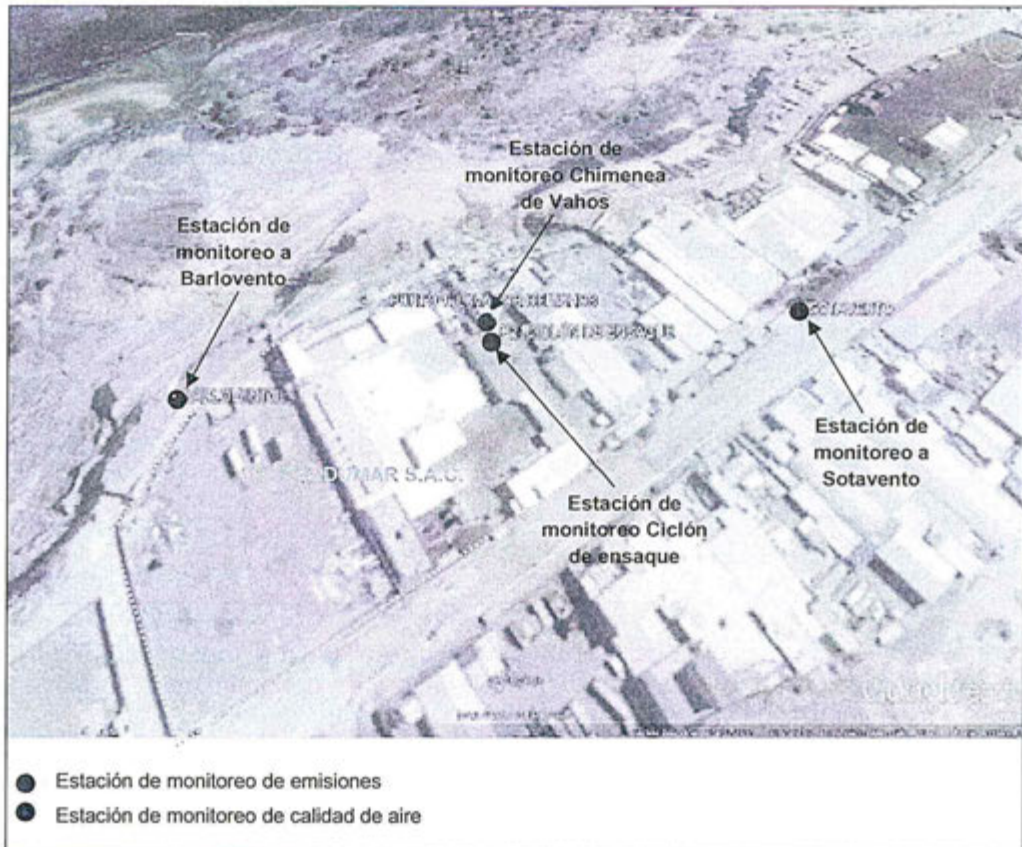 Estación de
monitoreo Chimenea
de Vahos
Estación de
monitoreo a
Barlovento
SOTAVENTO
Estación de
monitoreo a
Sotavento
S.A.C.
Estación de
monitoreo Ciclón
de ensaque
Estación de monitoreo de emisiones
Estación de monitoreo de calidad de aire